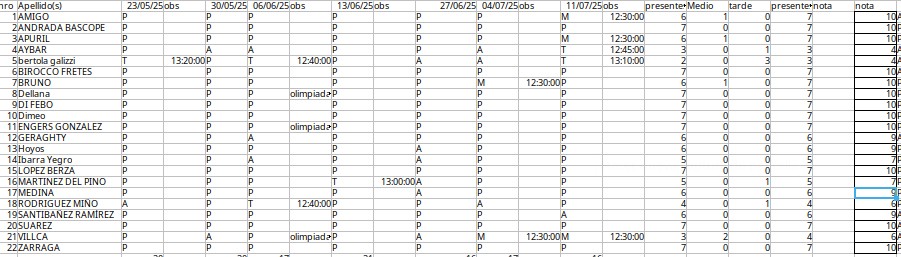 nro Apellido(s) 23/05/25 obs 30/05/25 06/06/25 obs 13/06/25 obs 27/06/25 04/07/25 obs 11/07/25 obs presente Medio tarde presente nota nota
1 AMIGO P P P P P P M 12:30:00 6 1 0 7 10
2 ANDRADA BASCOPE P P P P P P P 7 0 0 7 10
3 APURIL P P P P P P M 12:30:00 6 1 0 7 10
4 AYBAR P A A P P A T 12:45:00 3 0 1 3 4
5 bertola galizzi T 13:20:00 P T 12:40:00 P A A T 13:10:00 2 0 3 3 4
6 BIROCCO FRETES P P P P P P P 7 0 0 7 10
7 BRUNO P P P P P M 12:30:00 P 6 1 0 7 10
8 Dellana P P P olimpiada P P P P 7 0 0 7 10
9 DI FEBO P P P P P P P 7 0 0 7 10
10 Dimeo P P P P P P P 7 0 0 7 10
11 ENGERS GONZALEZ P P P olimpiada P P P P 7 0 0 7 10
12 GERAGHTY P P A P P P P 6 0 0 6 9
13 Hoyos P P P P A P P 6 0 0 6 9
14 Ibarra Yegro P P A P A P P 5 0 0 5 7
15 LOPEZ BERZA P P P P P P P 7 0 0 7 10
16 MARTINEZ DEL PINO P P P T 13:00:00 A P P 5 0 1 5 7
17 MEDINA P P P P A P P 6 0 0 6 9
18 RODRIGUEZ MIÑO A P T 12:40:00 P P A P 4 0 1 4 6
19 SANTIBAÑEZ RAMÍREZ P P P P P P A 6 0 0 6 9
20 SUAREZ P P P P P P P 7 0 0 7 10
21 VILLCA P A P olimpiada P A M 12:30:00 M 12:30:00 3 2 0 4 6
22 ZARRAGA P P P P P P P 7 0 0 7 10